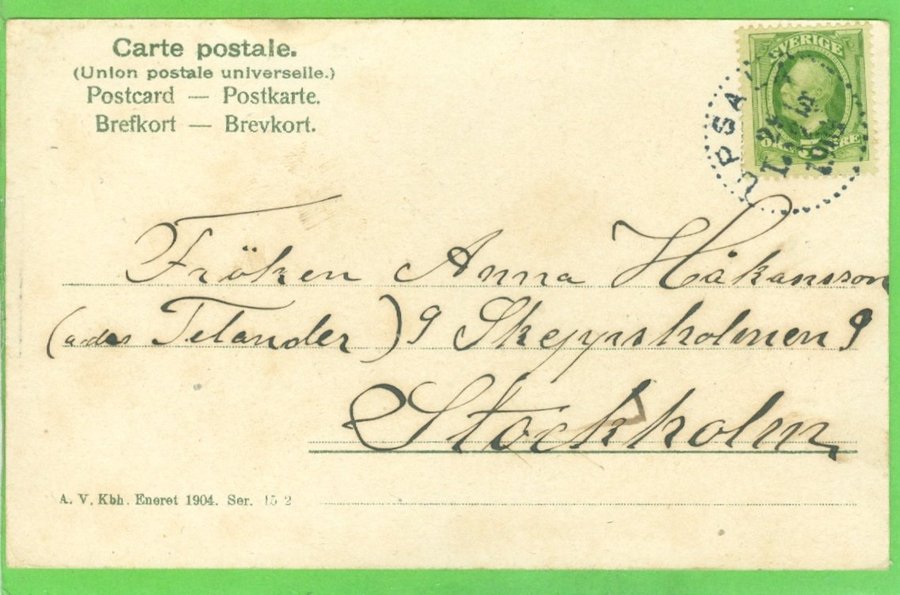 Carte postale.
(Union postale universelle.)
Postcard — Postkarte.
Brefkort — Brevkort.
SVERIGE
UPSALA
Fröken Anna Håkansson
(adr Telander) 9 Skeppsholmen 9
Stockholm
A. V. Kbh. Eneret 1904. Ser. 15 2